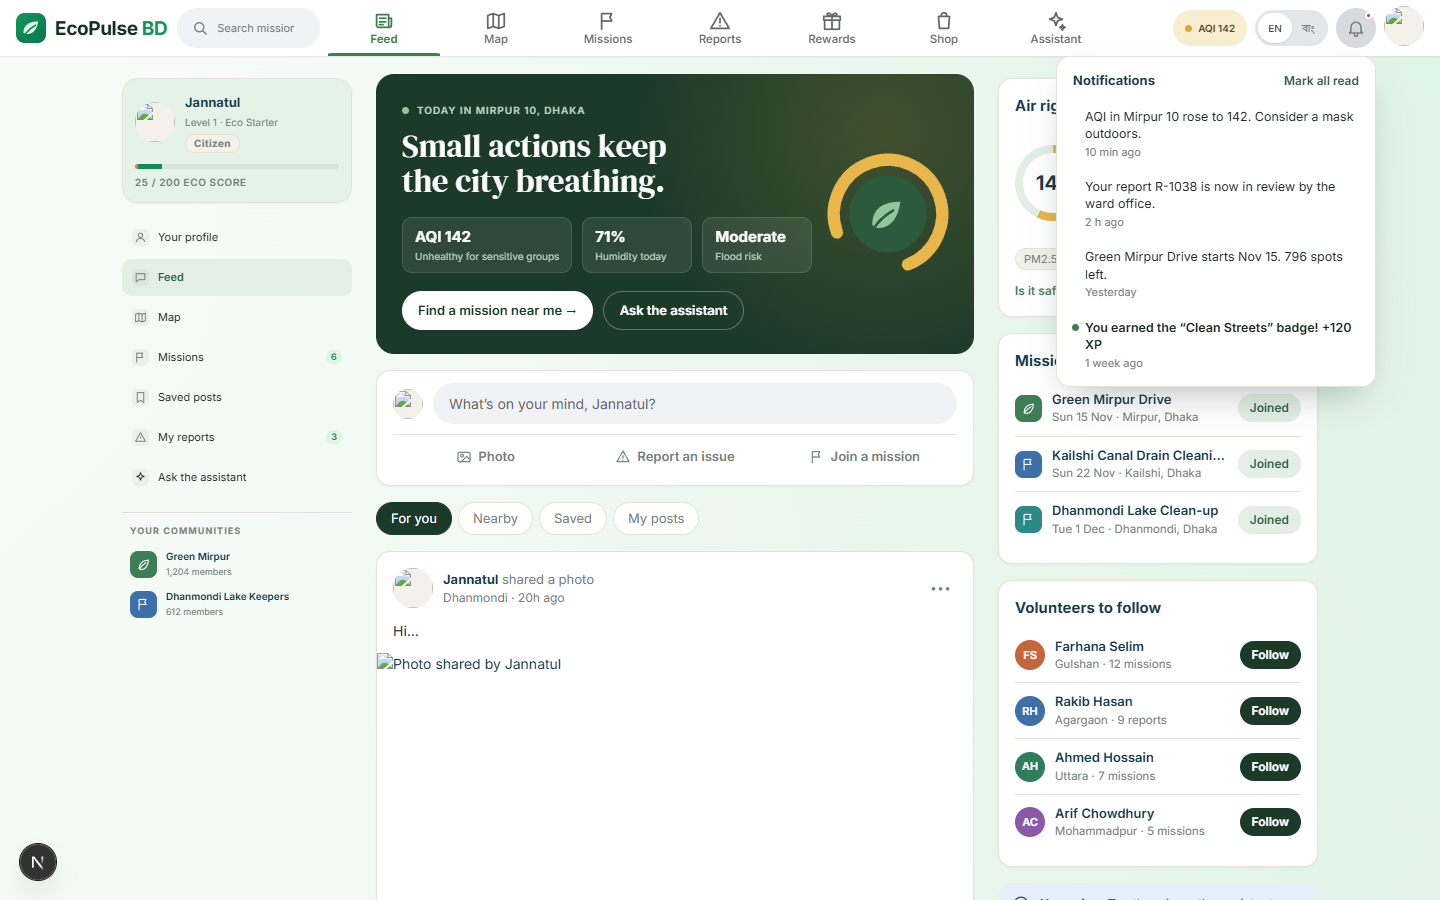 EcoPulse BD
Search mission
Feed
Map
Missions
Reports
Rewards
Shop
Assistant
AQI 142
EN
বাং
Jannatul
Level 1 · Eco Starter
Citizen
25 / 200 ECO SCORE
Your profile
Feed
Map
Missions
6
Saved posts
My reports
3
Ask the assistant
YOUR COMMUNITIES
Green Mirpur
1,204 members
Dhanmondi Lake Keepers
612 members
TODAY IN MIRPUR 10, DHAKA
Small actions keep
the city breathing.
AQI 142
Unhealthy for sensitive groups
71%
Humidity today
Moderate
Flood risk
Find a mission near me →
Ask the assistant
What's on your mind, Jannatul?
Photo
Report an issue
Join a mission
For you
Nearby
Saved
My posts
Jannatul shared a photo
Dhanmondi · 20h ago
Hi...
Photo shared by Jannatul
Notifications
Mark all read
AQI in Mirpur 10 rose to 142. Consider a mask
outdoors.
10 min ago
Your report R-1038 is now in review by the
ward office.
2 h ago
Green Mirpur Drive starts Nov 15. 796 spots
left.
Yesterday
You earned the “Clean Streets” badge! +120
XP
1 week ago
Air
14
PM2.5
Is it
Green Mirpur Drive
Sun 15 Nov · Mirpur, Dhaka
Joined
Kailshi Canal Drain Cleani...
Sun 22 Nov · Kailshi, Dhaka
Joined
Dhanmondi Lake Clean-up
Tue 1 Dec · Dhanmondi, Dhaka
Joined
Volunteers to follow
FS
Farhana Selim
Gulshan · 12 missions
Follow
RH
Rakib Hasan
Agargaon · 9 reports
Follow
AH
Ahmed Hossain
Uttara · 7 missions
Follow
AC
Arif Chowdhury
Mohammadpur · 5 missions
Follow
N